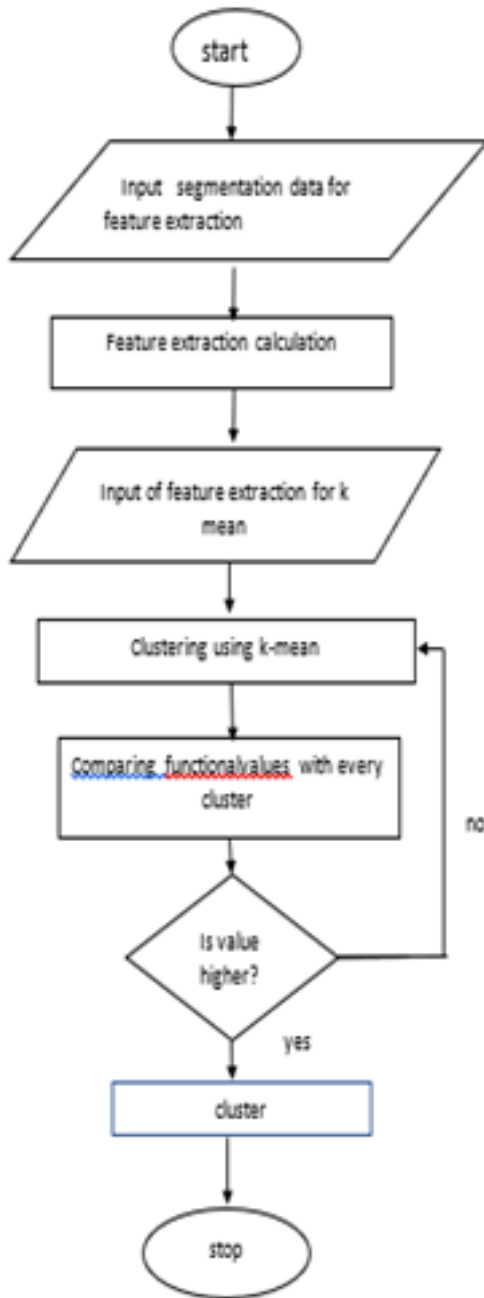 start
Input segmentation data for
feature extraction
Feature extraction calculation
Input of feature extraction for k
mean
Clustering using k-mean
Comparing functionalvalues with every
cluster
no
Is value
higher?
yes
cluster
stop